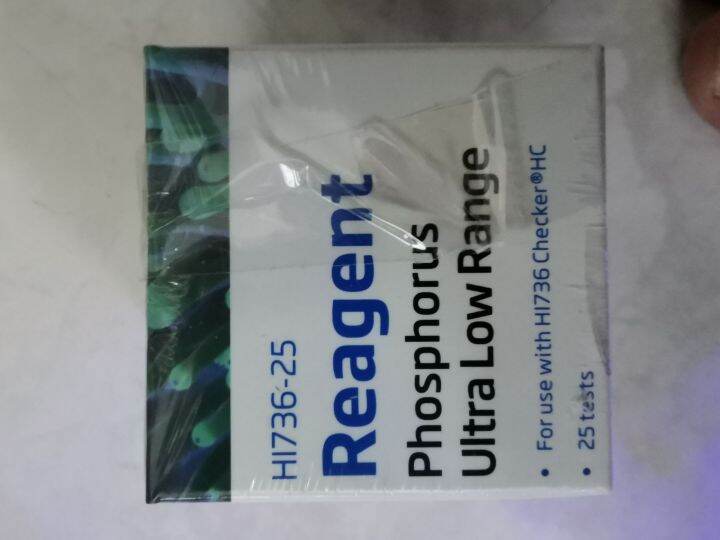 HI736-25
Reagent
Phosphorus
Ultra Low Range
• For use with HI736 Checker®HC
• 25 tests